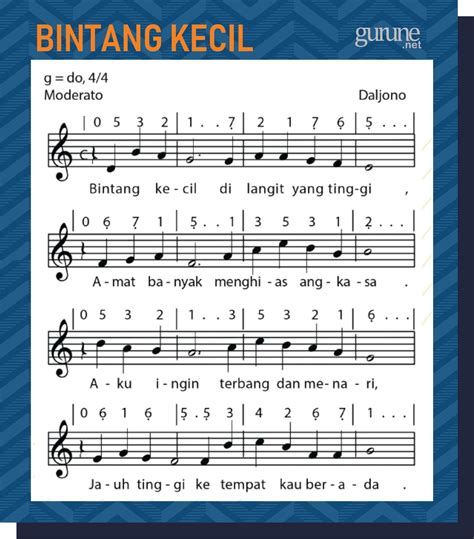 BINTANG KECIL
gurune
.net
g = do, 4/4
Moderato
Daljono
| 0 5 3 2 | 1 . . 7̣ | 2 1 7̣ 6̣ | 5̣ . . .
Bintang ke - cil di langit yang ting-gi ,
| 0 6̣ 7̣ 1 | 5̣ . . 1 | 3 5 3 1 | 2 . . .
A - mat ba - nyak menghi - as ang - ka - sa .
| 0 5 3 2 | 1 . . 3 | 5 3 2 1 | 6̣ . . .
A - ku i - ngin terbang dan me - na - ri,
| 0 6̣ 1 6̣ | 5̣ . 5̣ 3 | 4 2 6̣ 7̣ | 1 . . .
Ja - uh ting - gi ke tempat kau ber - a - da .